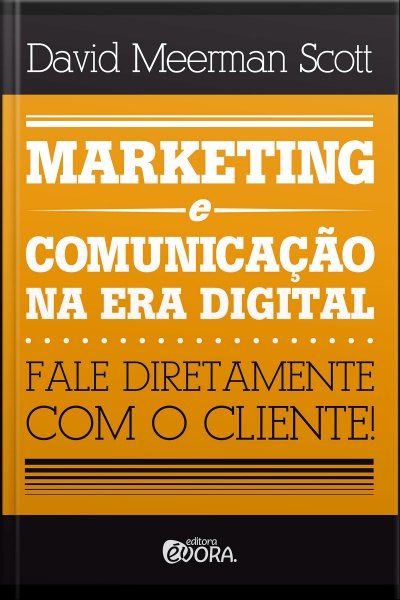 David Meerman Scott
MARKETING
e
COMUNICAÇÃO
NA ERA DIGITAL
FALE DIRETAMENTE
COM O CLIENTE!
editora
évORA.